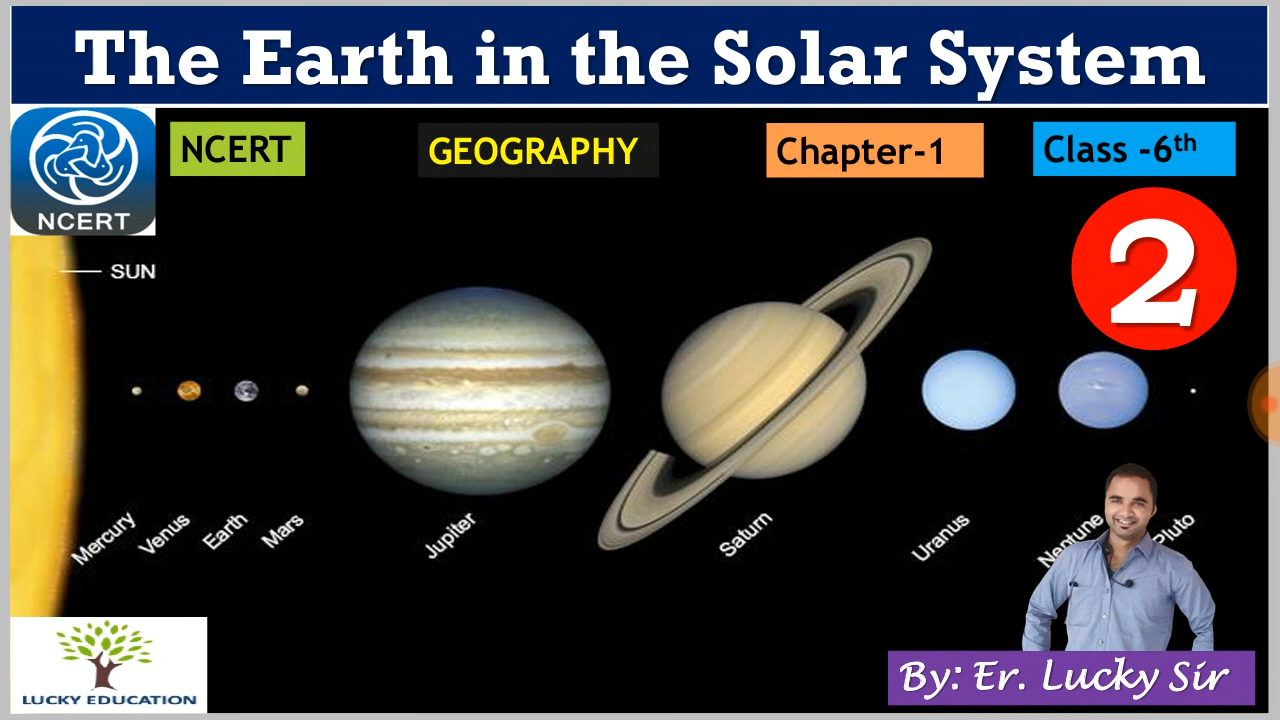 The Earth in the Solar System
NCERT
GEOGRAPHY
Chapter-1
Class -6th
NCERT
2
SUN
Mercury
Venus
Earth
Mars
Jupiter
Saturn
Uranus
Neptune
Pluto
LUCKY EDUCATION
By: Er. Lucky Sir